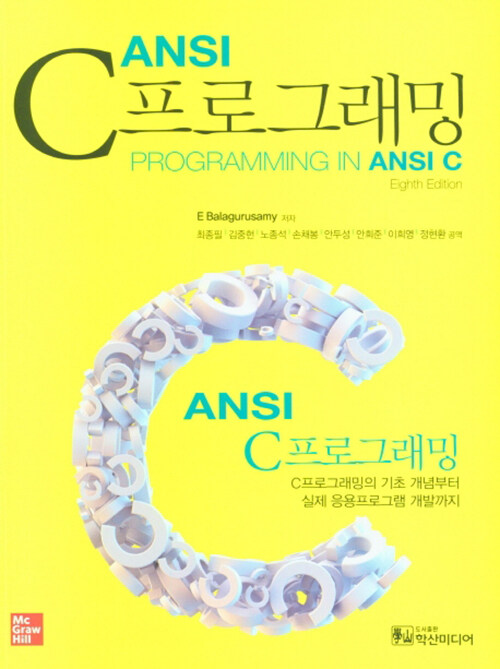 ANSI
C프로그래밍
PROGRAMMING IN ANSI C
Eighth Edition
E Balagurusamy 저자
최종필 | 김중현 | 노종석 | 손채봉 | 안두성 | 안희준 | 이희영 | 정현환 공역
ANSI
C프로그래밍
C프로그래밍의 기초 개념부터
실제 응용프로그램 개발까지
Mc
Graw
Hill
도서출판
학산미디어